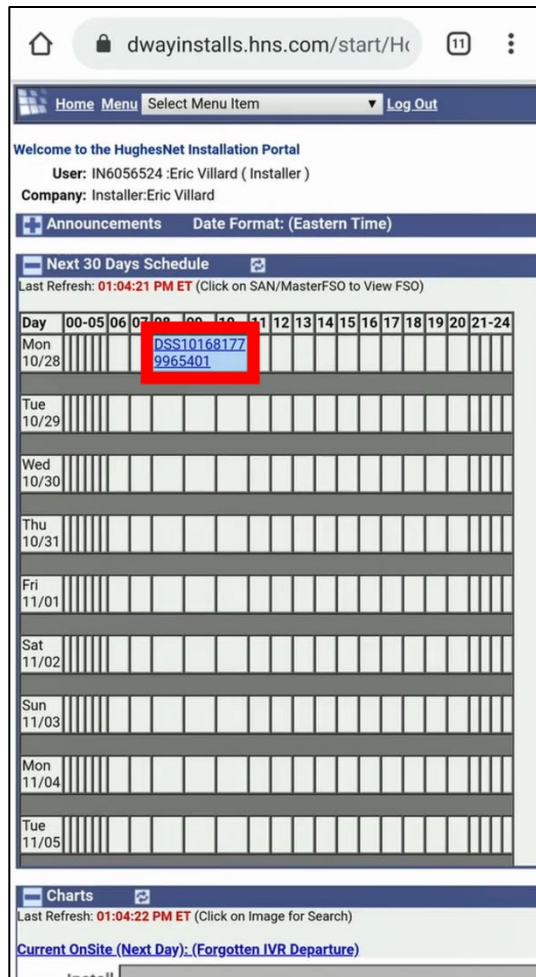 dwayinstalls.hns.com/start/H
11
Home Menu Select Menu Item ▼ Log Out
Welcome to the HughesNet Installation Portal
User: IN6056524 :Eric Villard ( Installer )
Company: Installer:Eric Villard
Announcements Date Format: (Eastern Time)
Next 30 Days Schedule
Last Refresh: 01:04:21 PM ET (Click on SAN/MasterFSO to View FSO)
Day 00-05 06 07 08 09 10 11 12 13 14 15 16 17 18 19 20 21-24
Mon
10/28
DSS10168177
9965401
Tue
10/29
Wed
10/30
Thu
10/31
Fri
11/01
Sat
11/02
Sun
11/03
Mon
11/04
Tue
11/05
Charts
Last Refresh: 01:04:22 PM ET (Click on Image for Search)
Current OnSite (Next Day): (Forgotten IVR Departure)